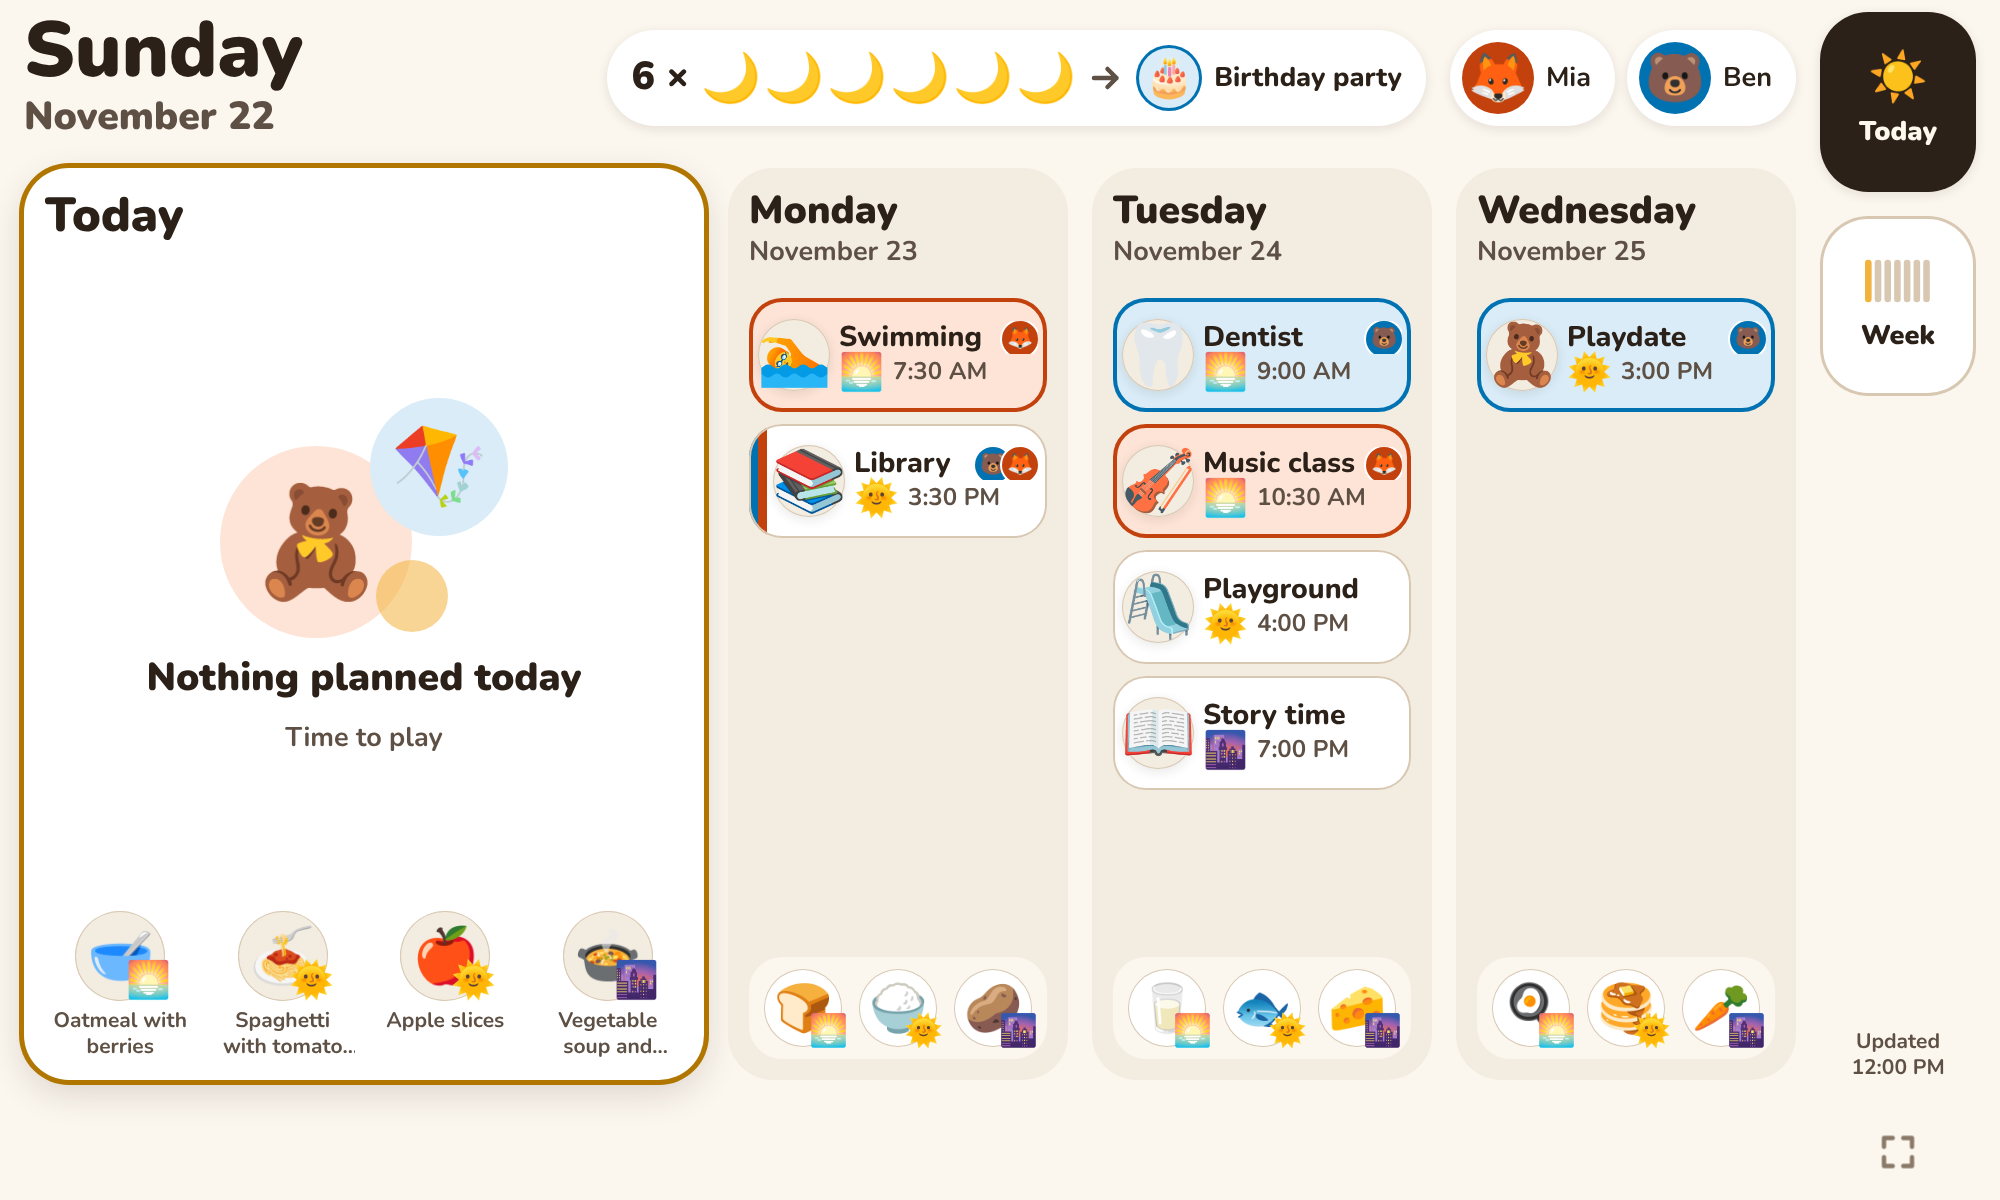 Sunday
November 22
6 × → Birthday party
Mia
Ben
Today
Week
Today
Nothing planned today
Time to play
Oatmeal with
berries
Spaghetti
with tomato...
Apple slices
Vegetable
soup and...
Monday
November 23
Swimming
7:30 AM
Library
3:30 PM
Tuesday
November 24
Dentist
9:00 AM
Music class
10:30 AM
Playground
4:00 PM
Story time
7:00 PM
Wednesday
November 25
Playdate
3:00 PM
Updated
12:00 PM